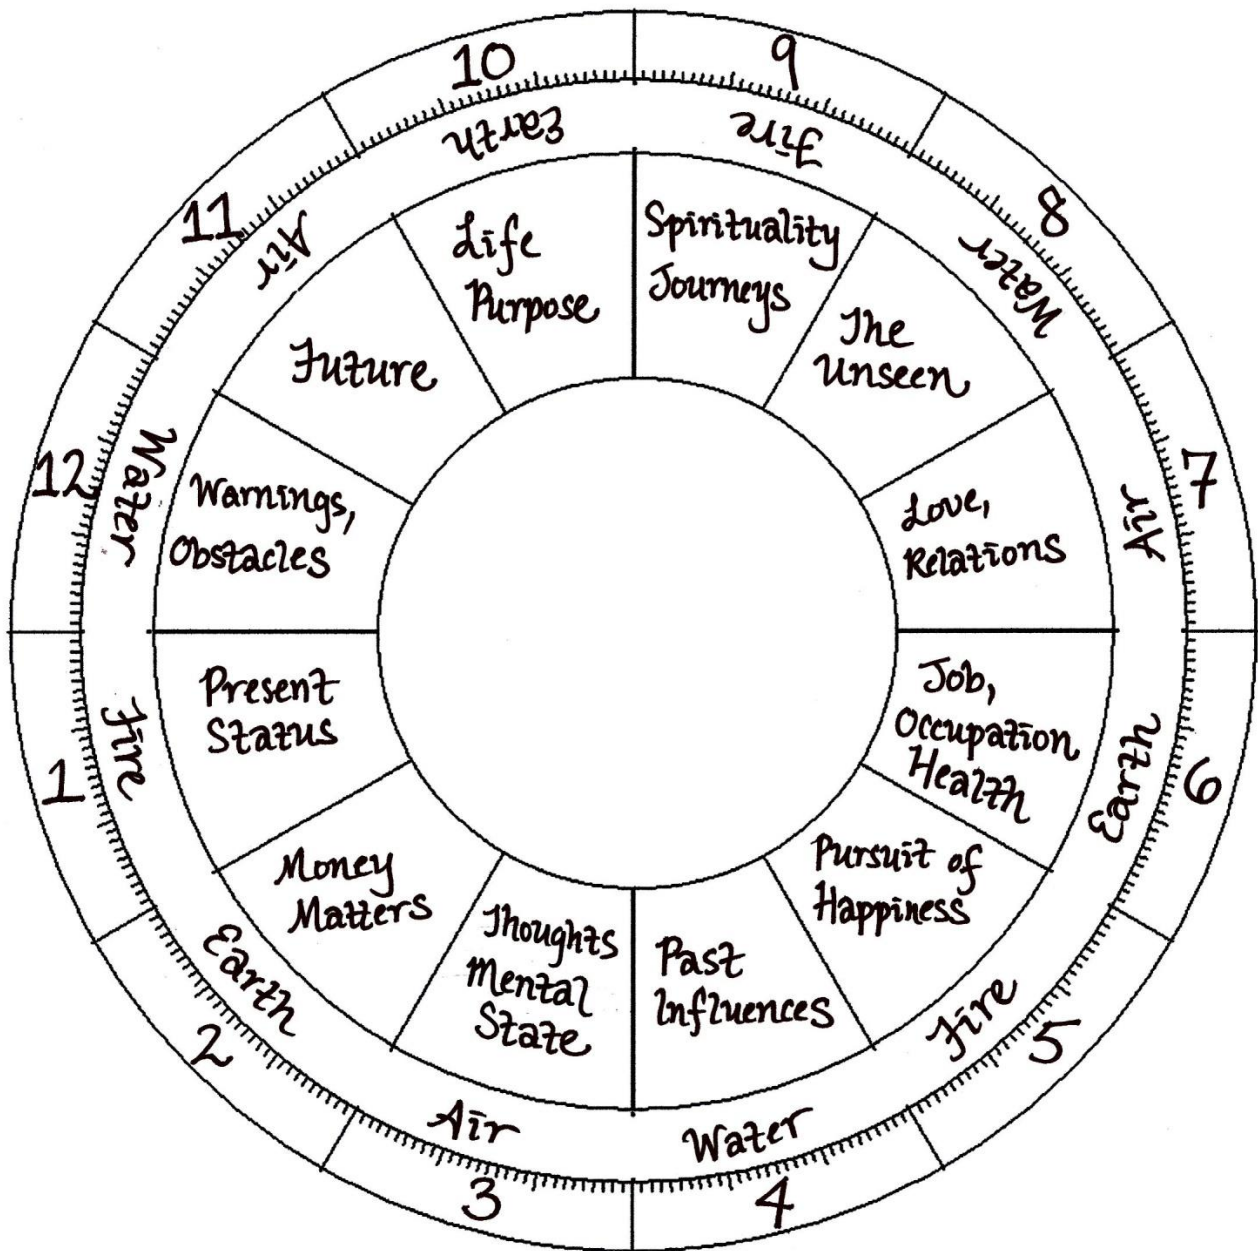 10
9
Earth
Fire
11
8
Air
Water
Life
Purpose
Spirituality
Journeys
Future
The
Unseen
12
7
Water
Air
Warnings,
Obstacles
Love,
Relations
1
6
Fire
Earth
Present
Status
Job,
Occupation
Health
Money
Matters
Pursuit of
Happiness
Thoughts
Mental
State
Past
Influences
2
5
Earth
Fire
Air
Water
3
4